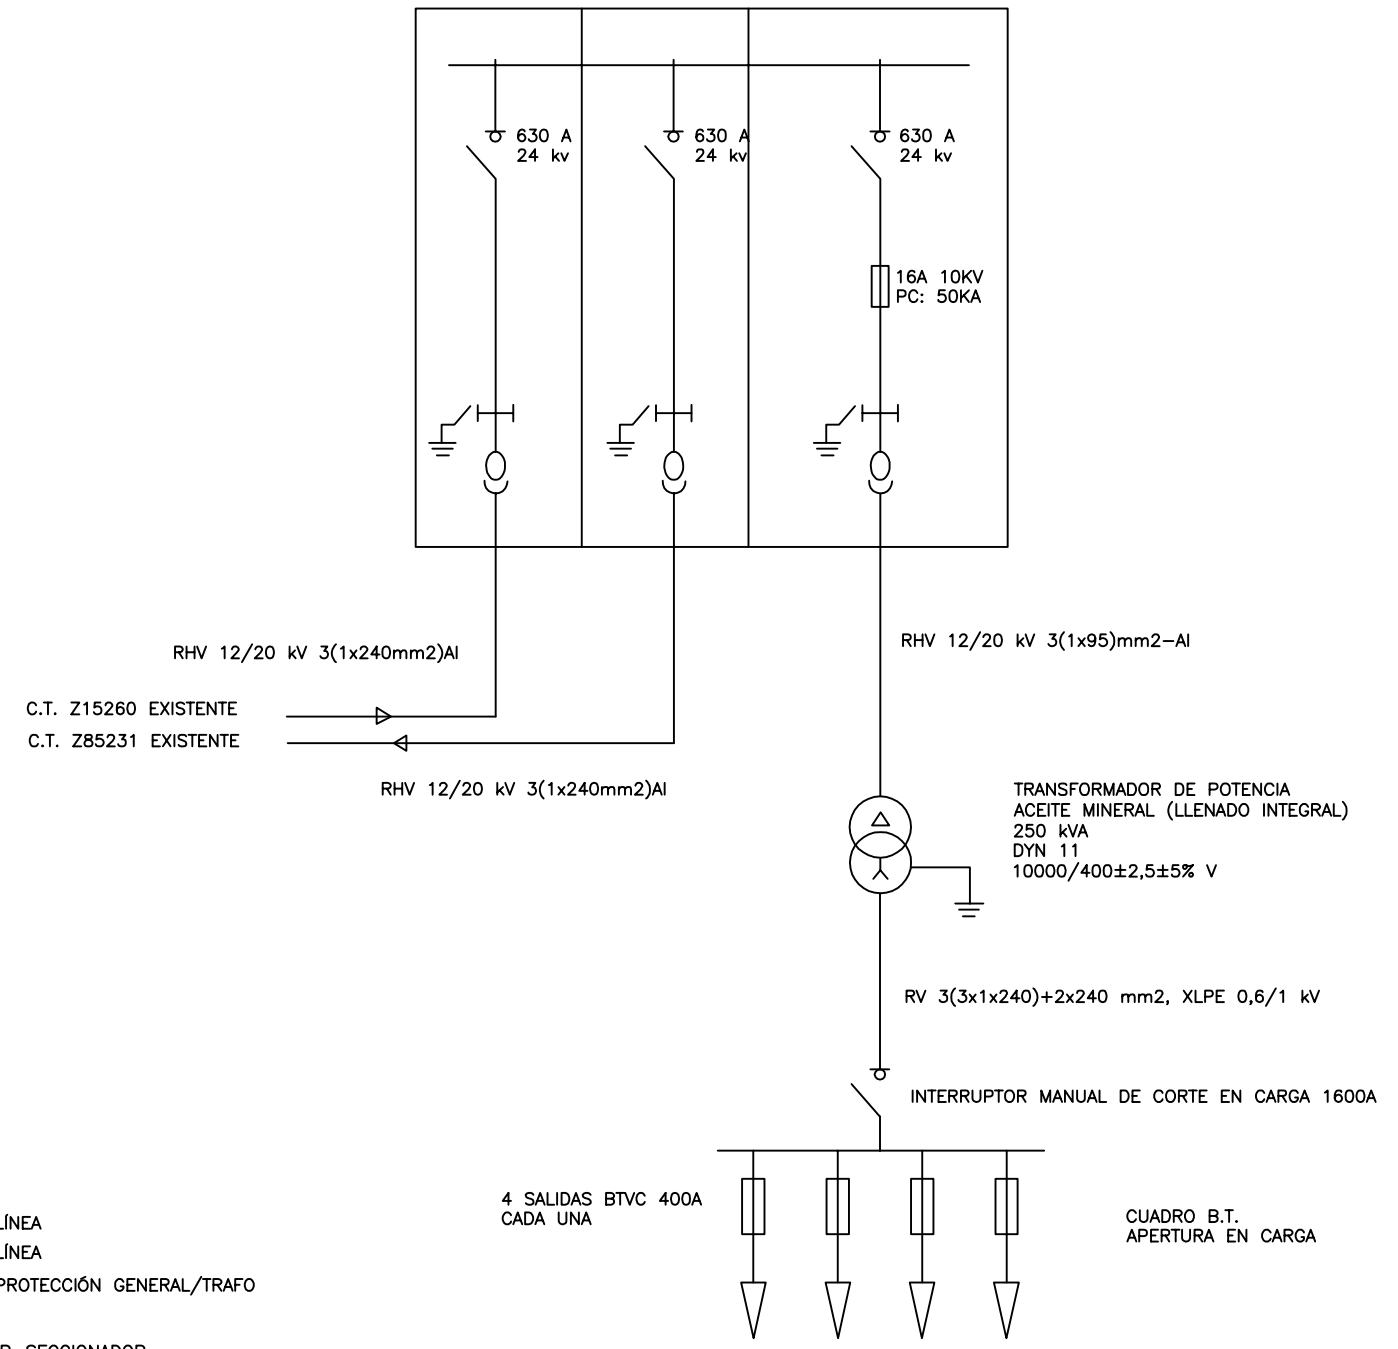 630 A
24 kv
630 A
24 kv
630 A
24 kv
16A 10KV
PC: 50KA
RHV 12/20 kV 3(1x240mm2)Al
RHV 12/20 kV 3(1x95)mm2-Al
C.T. Z15260 EXISTENTE
C.T. Z85231 EXISTENTE
RHV 12/20 kV 3(1x240mm2)Al
TRANSFORMADOR DE POTENCIA
ACEITE MINERAL (LLENADO INTEGRAL)
250 kVA
DYN 11
10000/400±2,5±5% V
RV 3(3x1x240)+2x240 mm2, XLPE 0,6/1 kV
INTERRUPTOR MANUAL DE CORTE EN CARGA 1600A
4 SALIDAS BTVC 400A
CADA UNA
CUADRO B.T.
APERTURA EN CARGA
LÍNEA
LÍNEA
PROTECCIÓN GENERAL/TRAFO